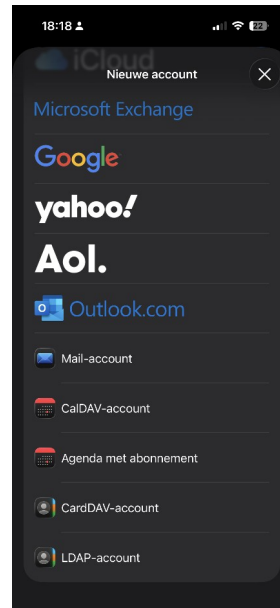 18:18
22
iCloud
Nieuwe account
Microsoft Exchange
Google
yahoo!
Aol.
Outlook.com
Mail-account
CalDAV-account
Agenda met abonnement
CardDAV-account
LDAP-account